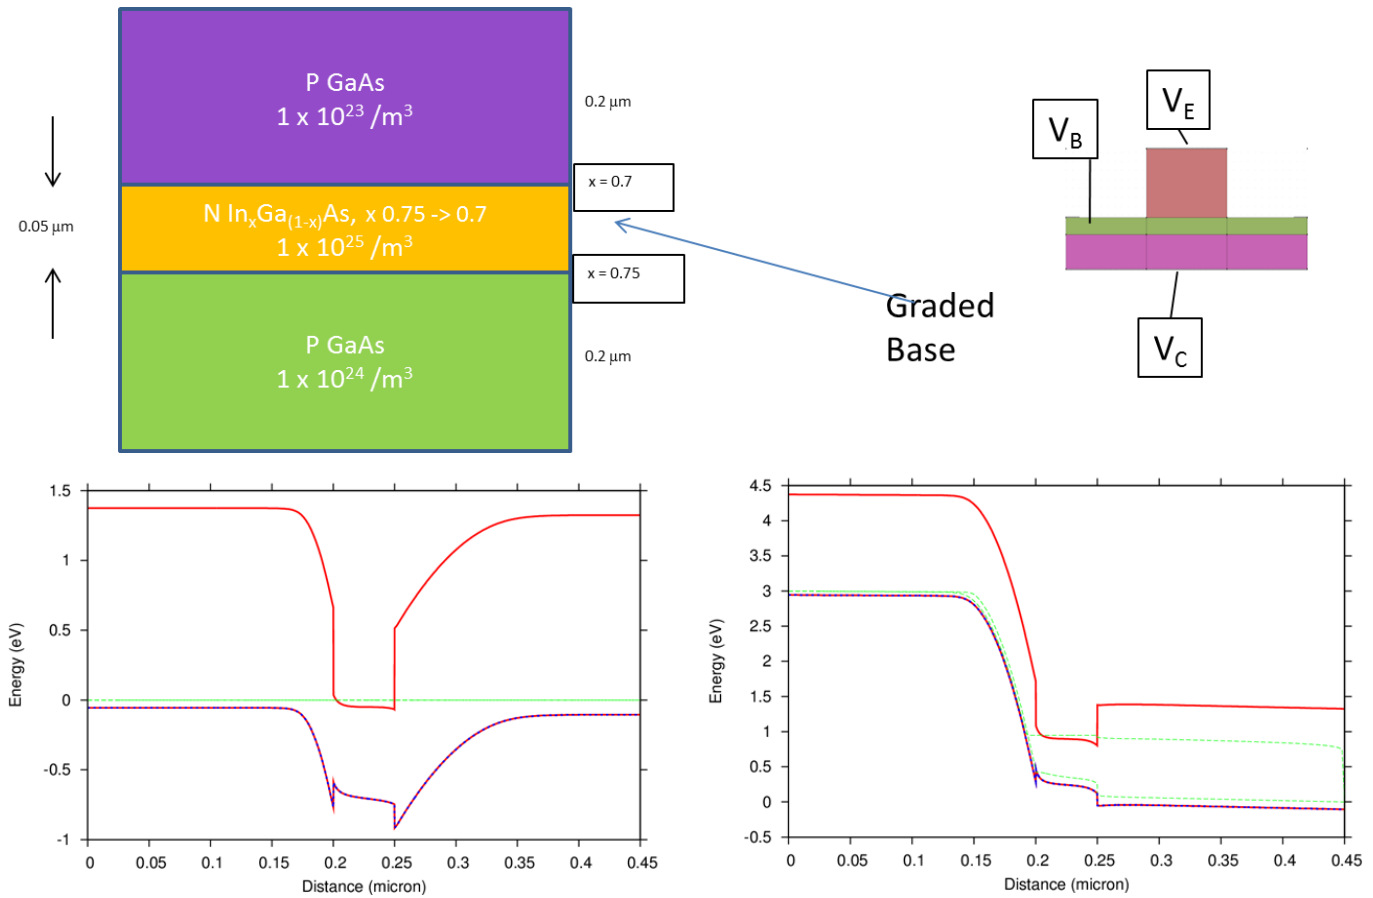 P GaAs
1 x 10²³ /m³
0.2 µm
x = 0.7
0.05 µm
N InₓGa₍₁₋ₓ₎As, x 0.75 -> 0.7
1 x 10²⁵ /m³
x = 0.75
P GaAs
1 x 10²⁴ /m³
0.2 µm
Graded
Base
V_E
V_B
V_C
1.5
1
0.5
0
-0.5
-1
Energy (eV)
0 0.05 0.1 0.15 0.2 0.25 0.3 0.35 0.4 0.45
Distance (micron)
4.5
4
3.5
3
2.5
2
1.5
1
0.5
0
-0.5
Energy (eV)
0 0.05 0.1 0.15 0.2 0.25 0.3 0.35 0.4 0.45
Distance (micron)